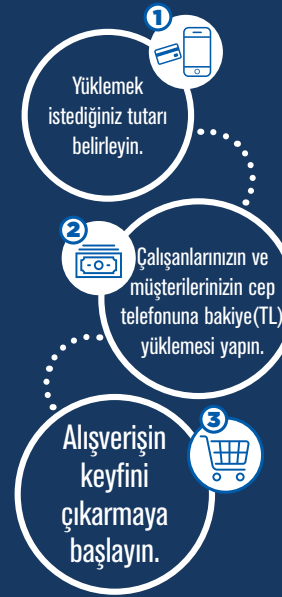 1
Yüklemek
istediğiniz tutarı
belirleyin.
2
Çalışanlarınızın ve
müşterilerinizin cep
telefonuna bakiye(TL)
yüklemesi yapın.
3
Alışverişin
keyfini
çıkarmaya
başlayın.